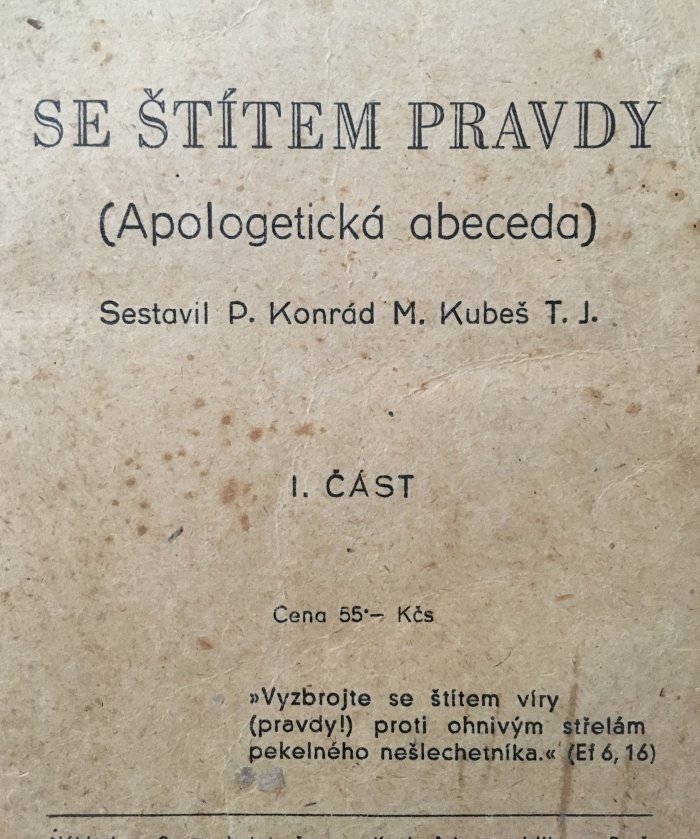 SE ŠTÍTEM PRAVDY
(Apologetická abeceda)
Sestavil P. Konrád M. Kubeš T. J.
I. ČÁST
Cena 55·– Kčs
»Vyzbrojte se štítem víry
(pravdy!) proti ohnivým střelám
pekelného nešlechetníka.« (Ef 6, 16)